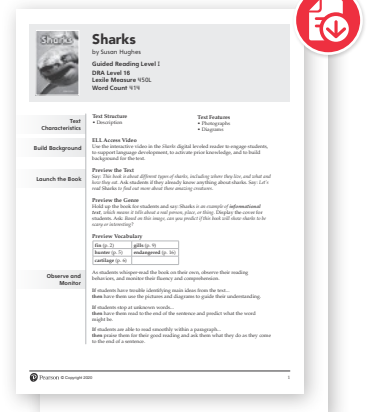 Sharks
Sharks
by Susan Hughes
Guided Reading Level I
DRA Level 16
Lexile Measure 450L
Word Count 414
Text Characteristics
Text Structure
• Description
Text Features
• Photographs
• Diagrams
Build Background
ELL Access Video
Use the interactive video in the Sharks digital leveled reader to engage students,
to support language development, to activate prior knowledge, and to build
background for the text.
Launch the Book
Preview the Text
Say: This book is about different types of sharks, including where they live, and what and
how they eat. Ask students if they already know anything about sharks. Say: Let's
read Sharks to find out more about these amazing creatures.
Preview the Genre
Hold up the book for students and say: Sharks is an example of informational
text, which means it tells about a real person, place, or thing. Display the cover for
students. Ask: Based on this image, can you predict if this book will show sharks to be
scary or interesting?
Preview Vocabulary
fin (p. 2) gills (p. 9)
hunter (p. 5) endangered (p. 16)
cartilage (p. 6)
Observe and Monitor
As students whisper-read the book on their own, observe their reading
behaviors, and monitor their fluency and comprehension.
If students have trouble identifying main ideas from the text...
then have them use the pictures and diagrams to guide their understanding.
If students stop at unknown words...
then have them read to the end of the sentence and predict what the word
might be.
If students are able to read smoothly within a paragraph...
then praise them for their good reading and ask them what they do as they come
to the end of a sentence.
Pearson © Copyright 2020
1